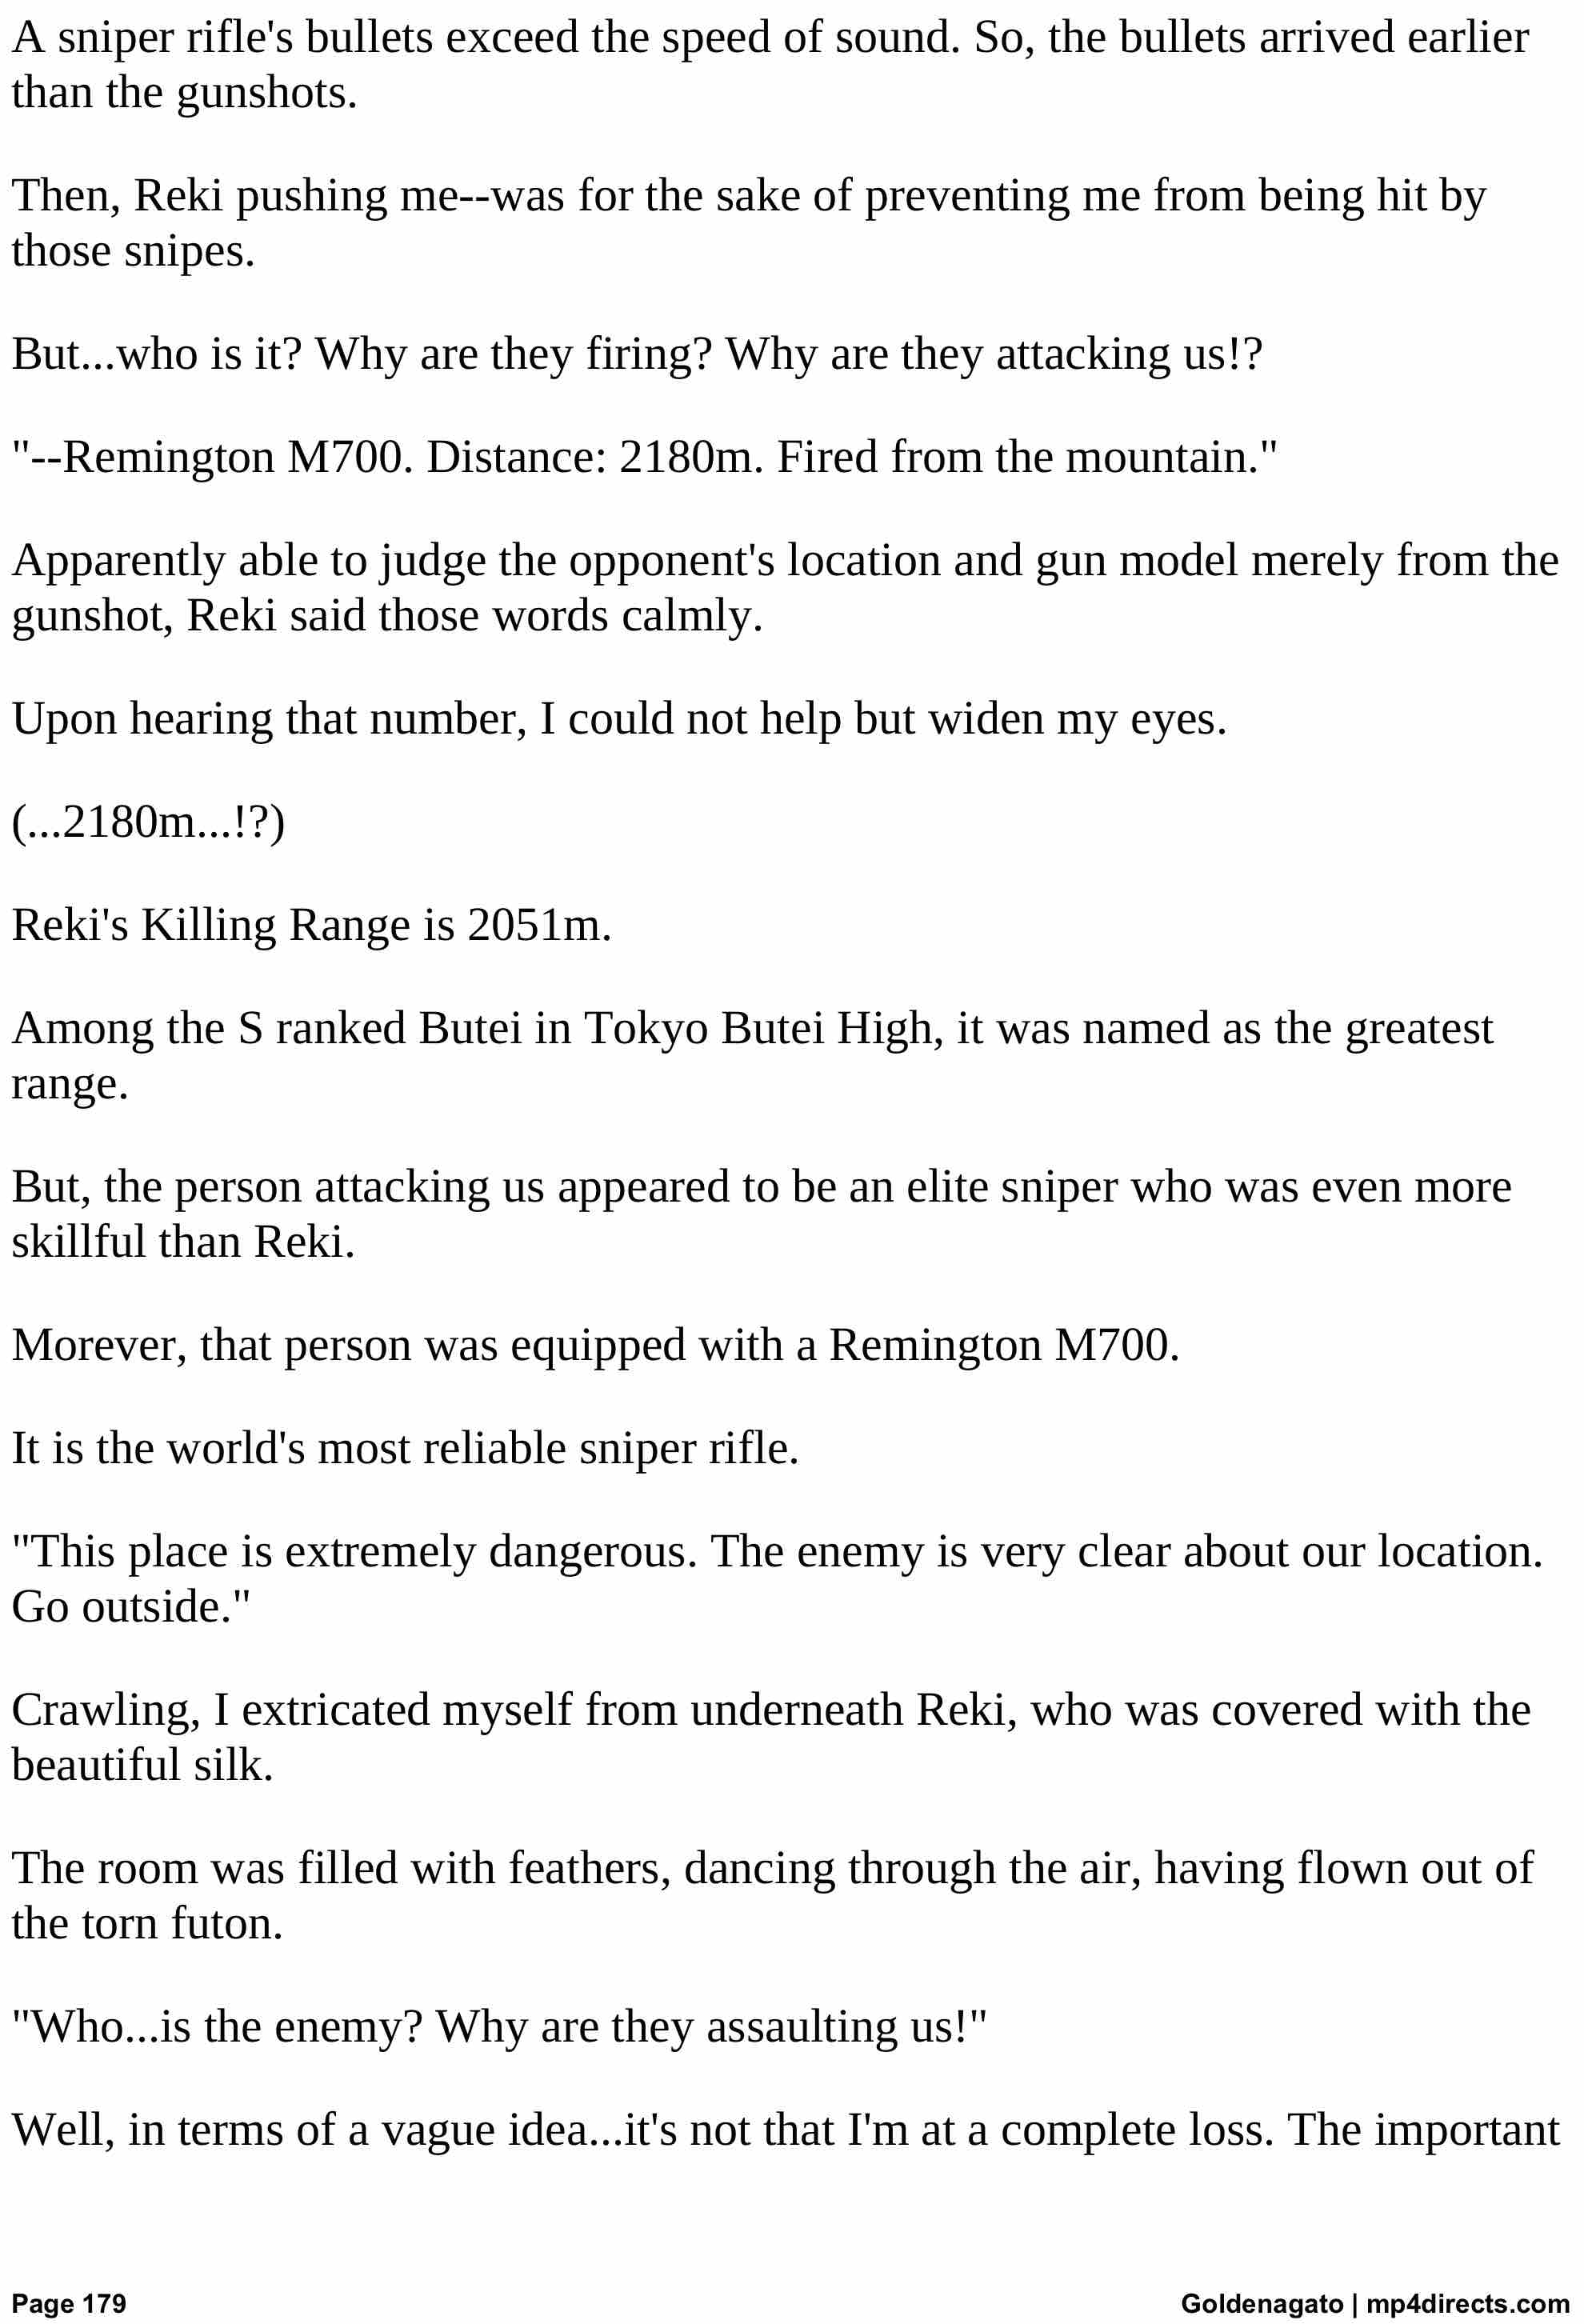 A sniper rifle's bullets exceed the speed of sound. So, the bullets arrived earlier
than the gunshots.
Then, Reki pushing me--was for the sake of preventing me from being hit by
those snipes.
But...who is it? Why are they firing? Why are they attacking us!?
"--Remington M700. Distance: 2180m. Fired from the mountain."
Apparently able to judge the opponent's location and gun model merely from the
gunshot, Reki said those words calmly.
Upon hearing that number, I could not help but widen my eyes.
(...2180m...!?)
Reki's Killing Range is 2051m.
Among the S ranked Butei in Tokyo Butei High, it was named as the greatest
range.
But, the person attacking us appeared to be an elite sniper who was even more
skillful than Reki.
Morever, that person was equipped with a Remington M700.
It is the world's most reliable sniper rifle.
"This place is extremely dangerous. The enemy is very clear about our location.
Go outside."
Crawling, I extricated myself from underneath Reki, who was covered with the
beautiful silk.
The room was filled with feathers, dancing through the air, having flown out of
the torn futon.
"Who...is the enemy? Why are they assaulting us!"
Well, in terms of a vague idea...it's not that I'm at a complete loss. The important
Page 179
Goldenagato | mp4directs.com